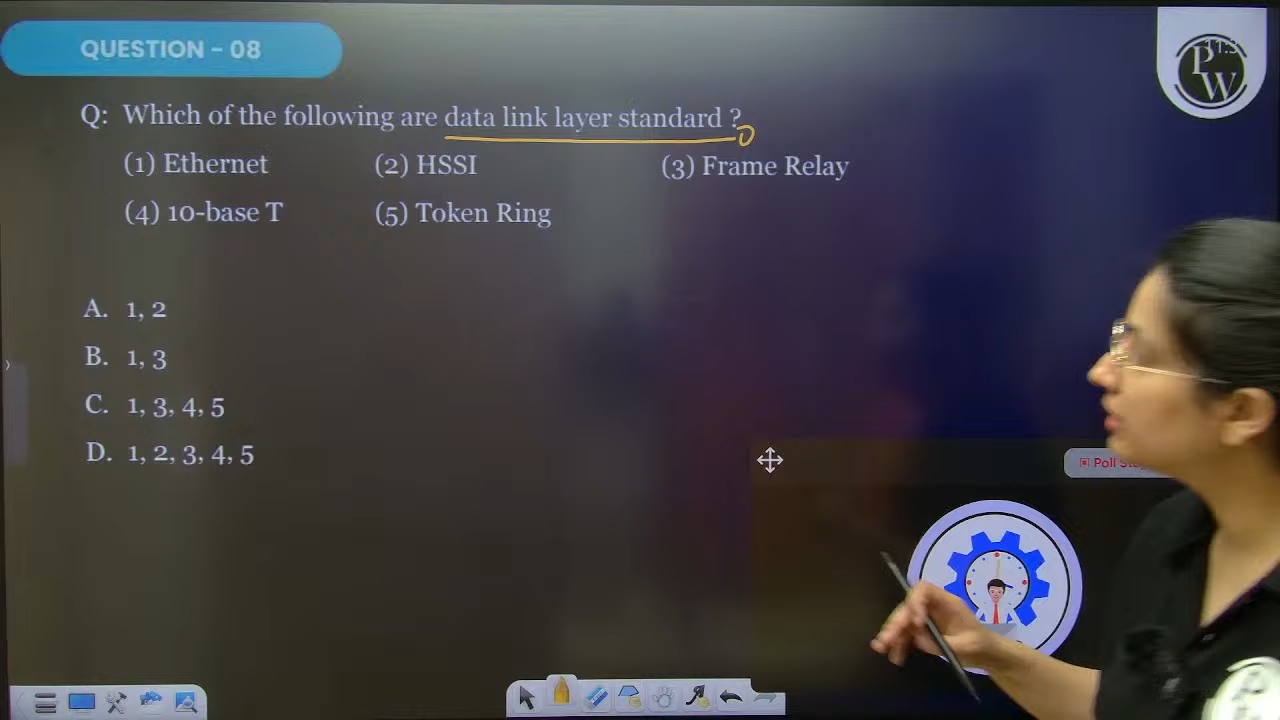 QUESTION - 08
PW
Q: Which of the following are data link layer standard ?
(1) Ethernet (2) HSSI (3) Frame Relay
(4) 10-base T (5) Token Ring
A. 1, 2
B. 1, 3
C. 1, 3, 4, 5
D. 1, 2, 3, 4, 5
Poll